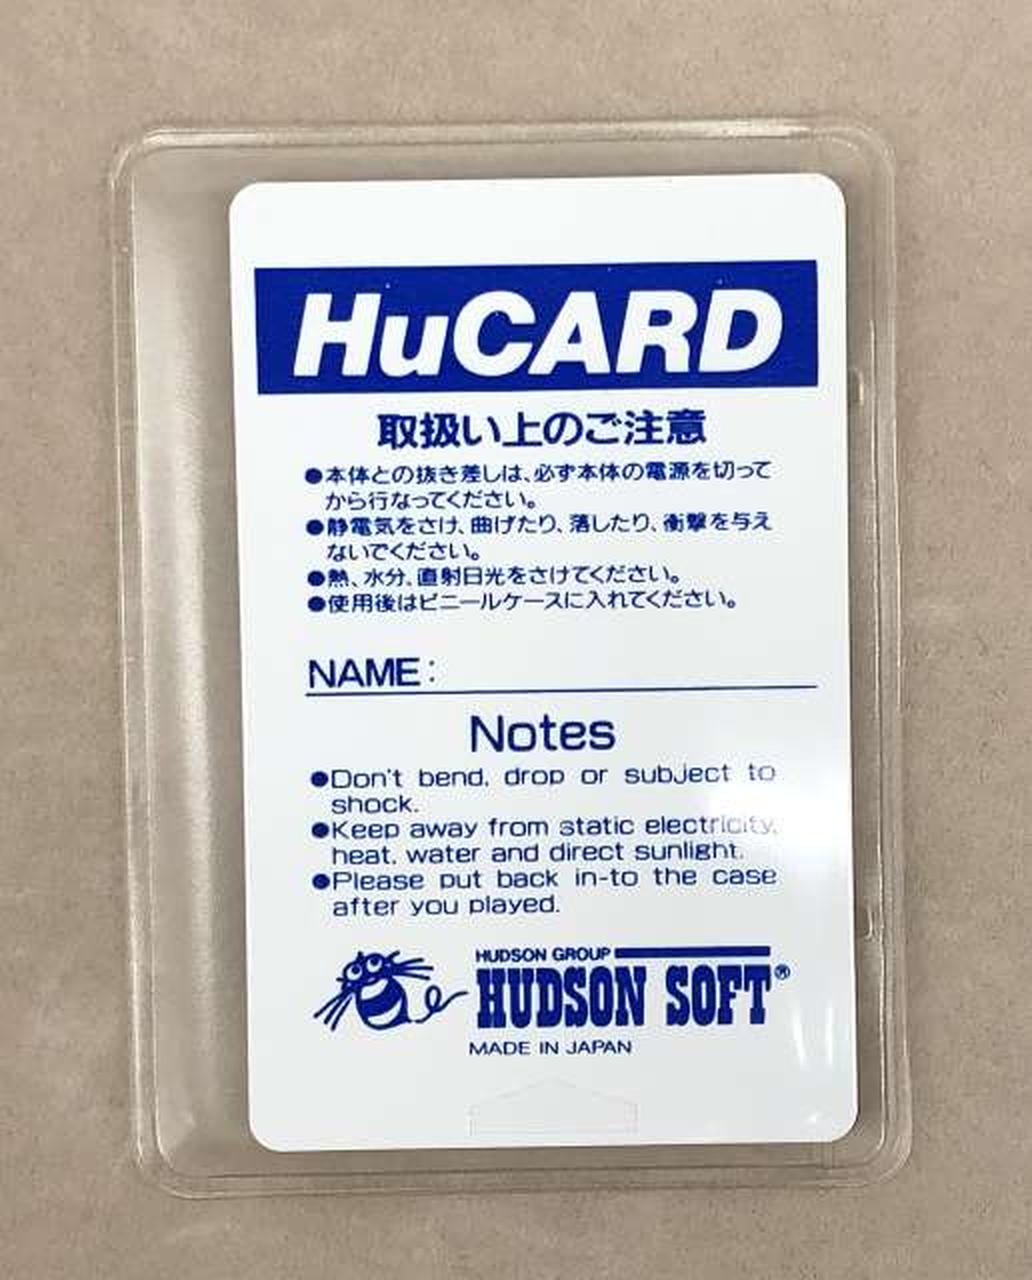 HuCARD
取扱い上のご注意
●本体との抜き差しは、必ず本体の電源を切って
から行なってください。
●静電気をさけ、曲げたり、落したり、衝撃を与え
ないでください。
●熱、水分、直射日光をさけてください。
●使用後はビニールケースに入れてください。
NAME:
Notes
●Don't bend, drop or subject to
shock.
●Keep away from static electricity,
heat, water and direct sunlight.
●Please put back in-to the case
after you played.
HUDSON GROUP
HUDSON SOFT®
MADE IN JAPAN